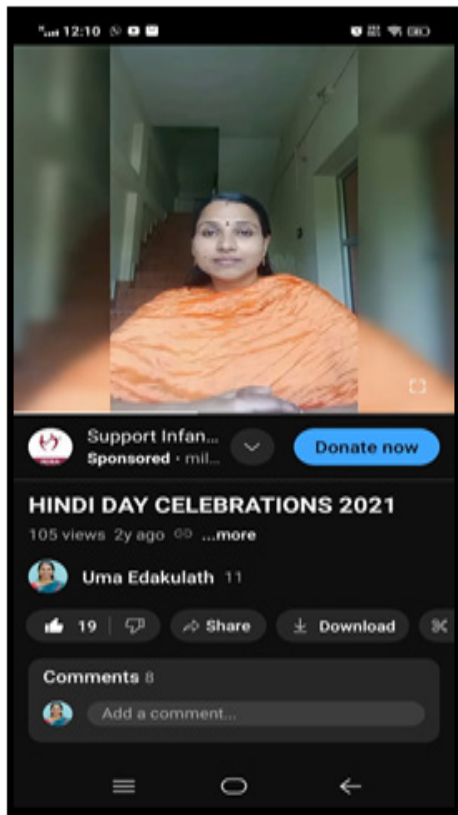 12:10
Support Infan...
Sponsored · mil...
Donate now
HINDI DAY CELEBRATIONS 2021
105 views 2y ago ...more
Uma Edakulath 11
19 Share Download
Comments 8
Add a comment...